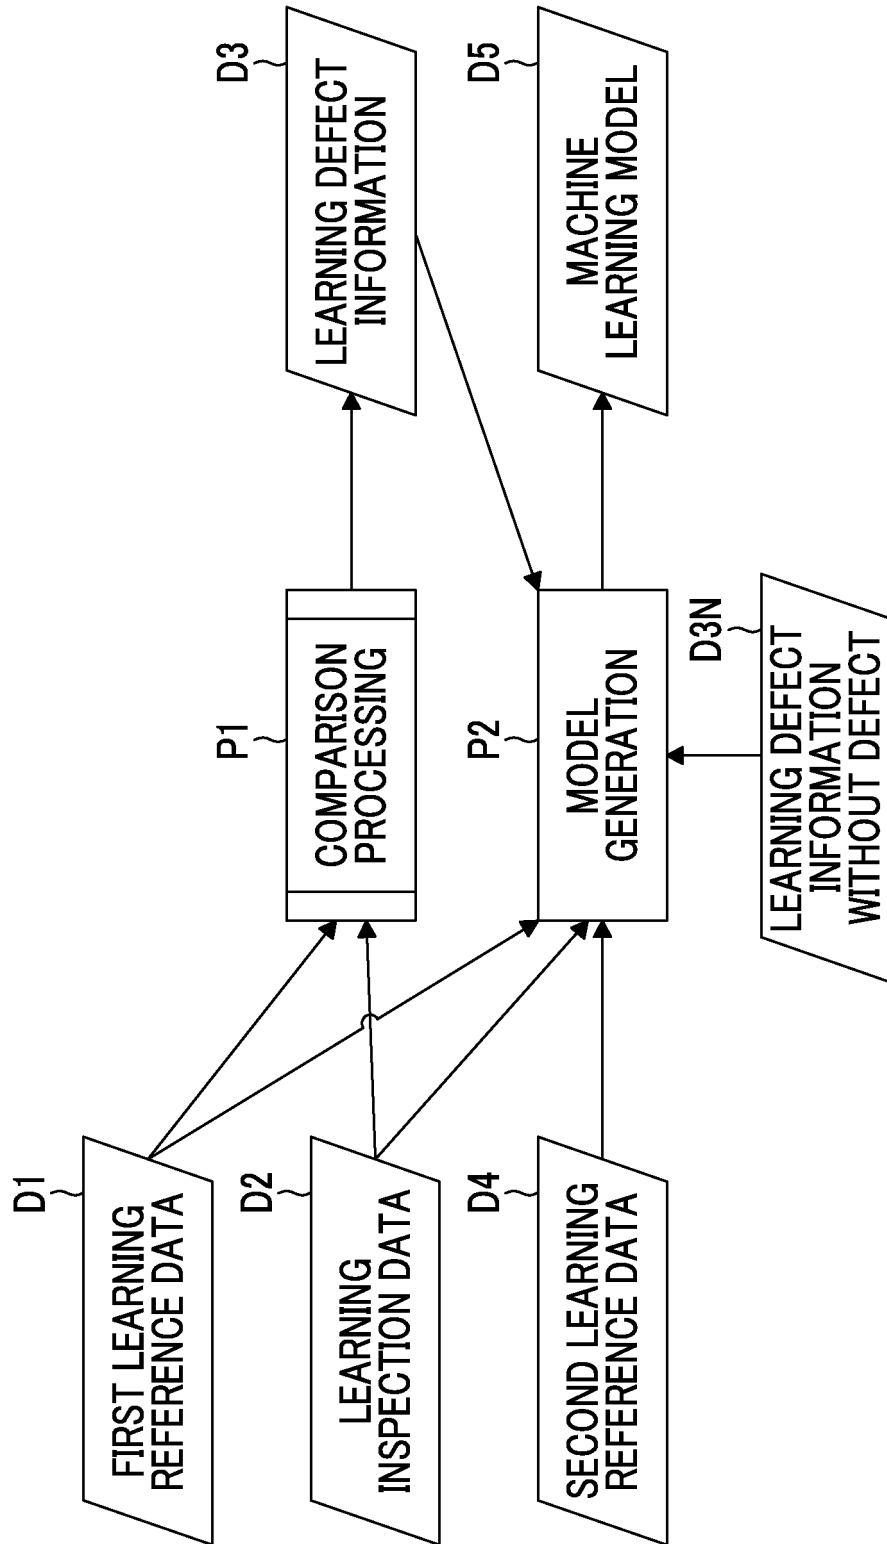 D1
FIRST LEARNING
REFERENCE DATA
D2
LEARNING
INSPECTION DATA
D4
SECOND LEARNING
REFERENCE DATA
P1
COMPARISON
PROCESSING
P2
MODEL
GENERATION
D3N
LEARNING DEFECT
INFORMATION
WITHOUT DEFECT
D3
LEARNING DEFECT
INFORMATION
D5
MACHINE
LEARNING MODEL